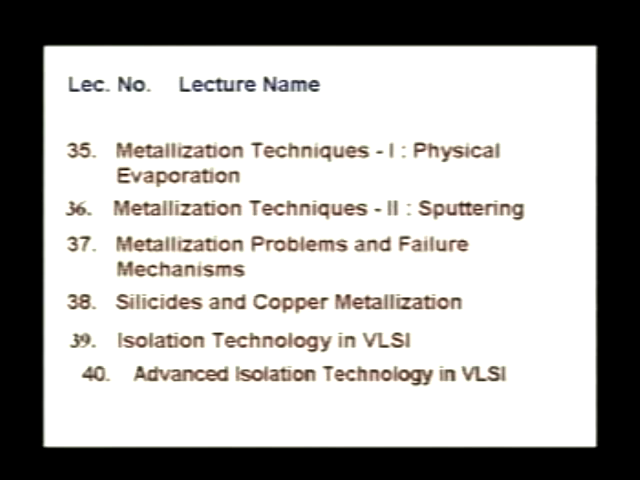 Lec. No. Lecture Name
35. Metallization Techniques - I : Physical
Evaporation
36. Metallization Techniques - II : Sputtering
37. Metallization Problems and Failure
Mechanisms
38. Silicides and Copper Metallization
39. Isolation Technology in VLSI
40. Advanced Isolation Technology in VLSI